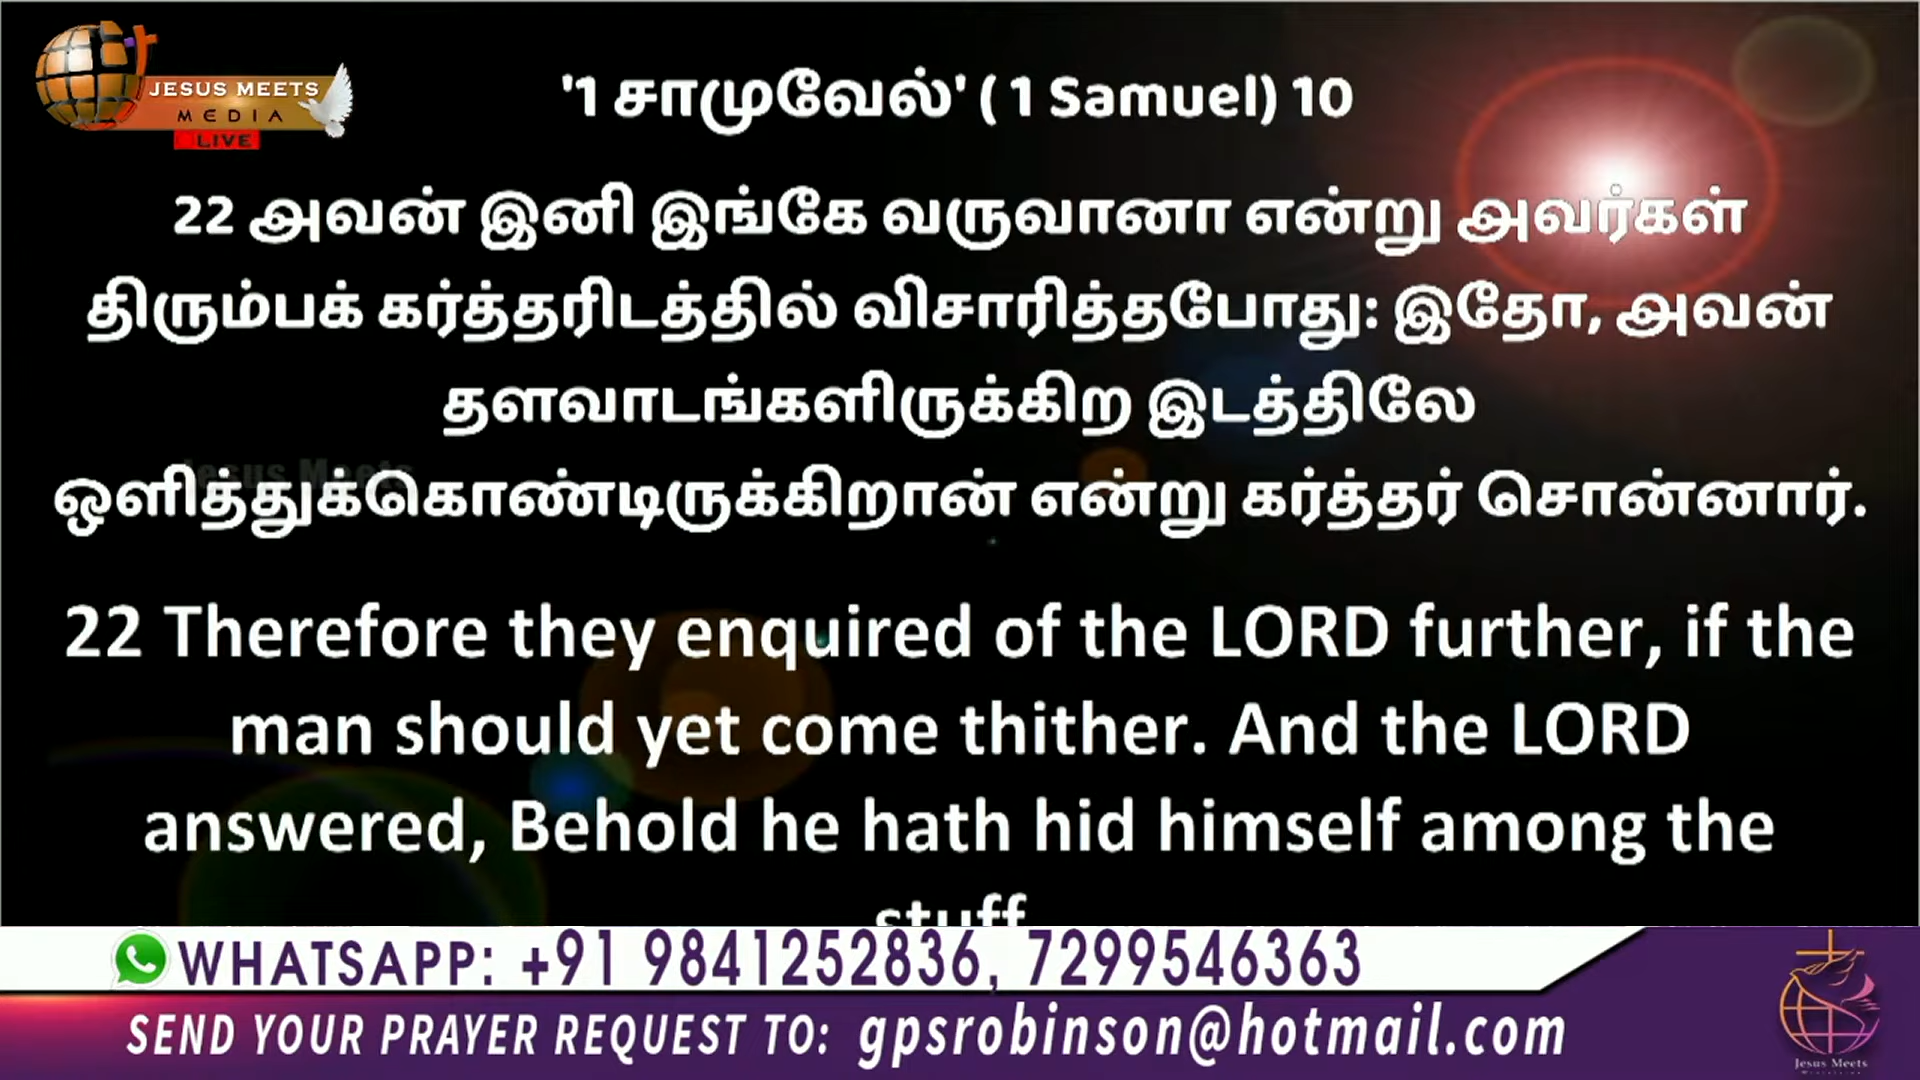 JESUS MEETS
MEDIA
LIVE
'1 சாமுவேல்' ( 1 Samuel) 10
22 அவன் இனி இங்கே வருவானா என்று அவர்கள்
திரும்பக் கர்த்தரிடத்தில் விசாரித்தபோது: இதோ, அவன்
தளவாடங்களிருக்கிற இடத்திலே
Jesus Meets
ஒளித்துக்கொண்டிருக்கிறான் என்று கர்த்தர் சொன்னார்.
22 Therefore they enquired of the LORD further, if the
man should yet come thither. And the LORD
answered, Behold he hath hid himself among the
stuff
WHATSAPP: +91 9841252836, 7299546363
SEND YOUR PRAYER REQUEST TO: gpsrobinson@hotmail.com
Jesus Meets